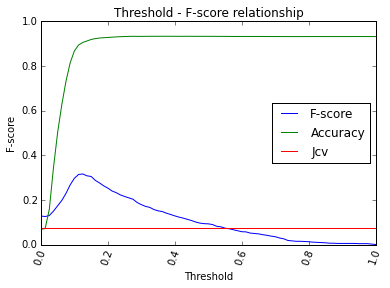 Threshold - F-score relationship
1.0
0.8
0.6
0.4
0.2
0.0
F-score
F-score
Accuracy
Jcv
0.0 0.2 0.4 0.6 0.8 1.0
Threshold